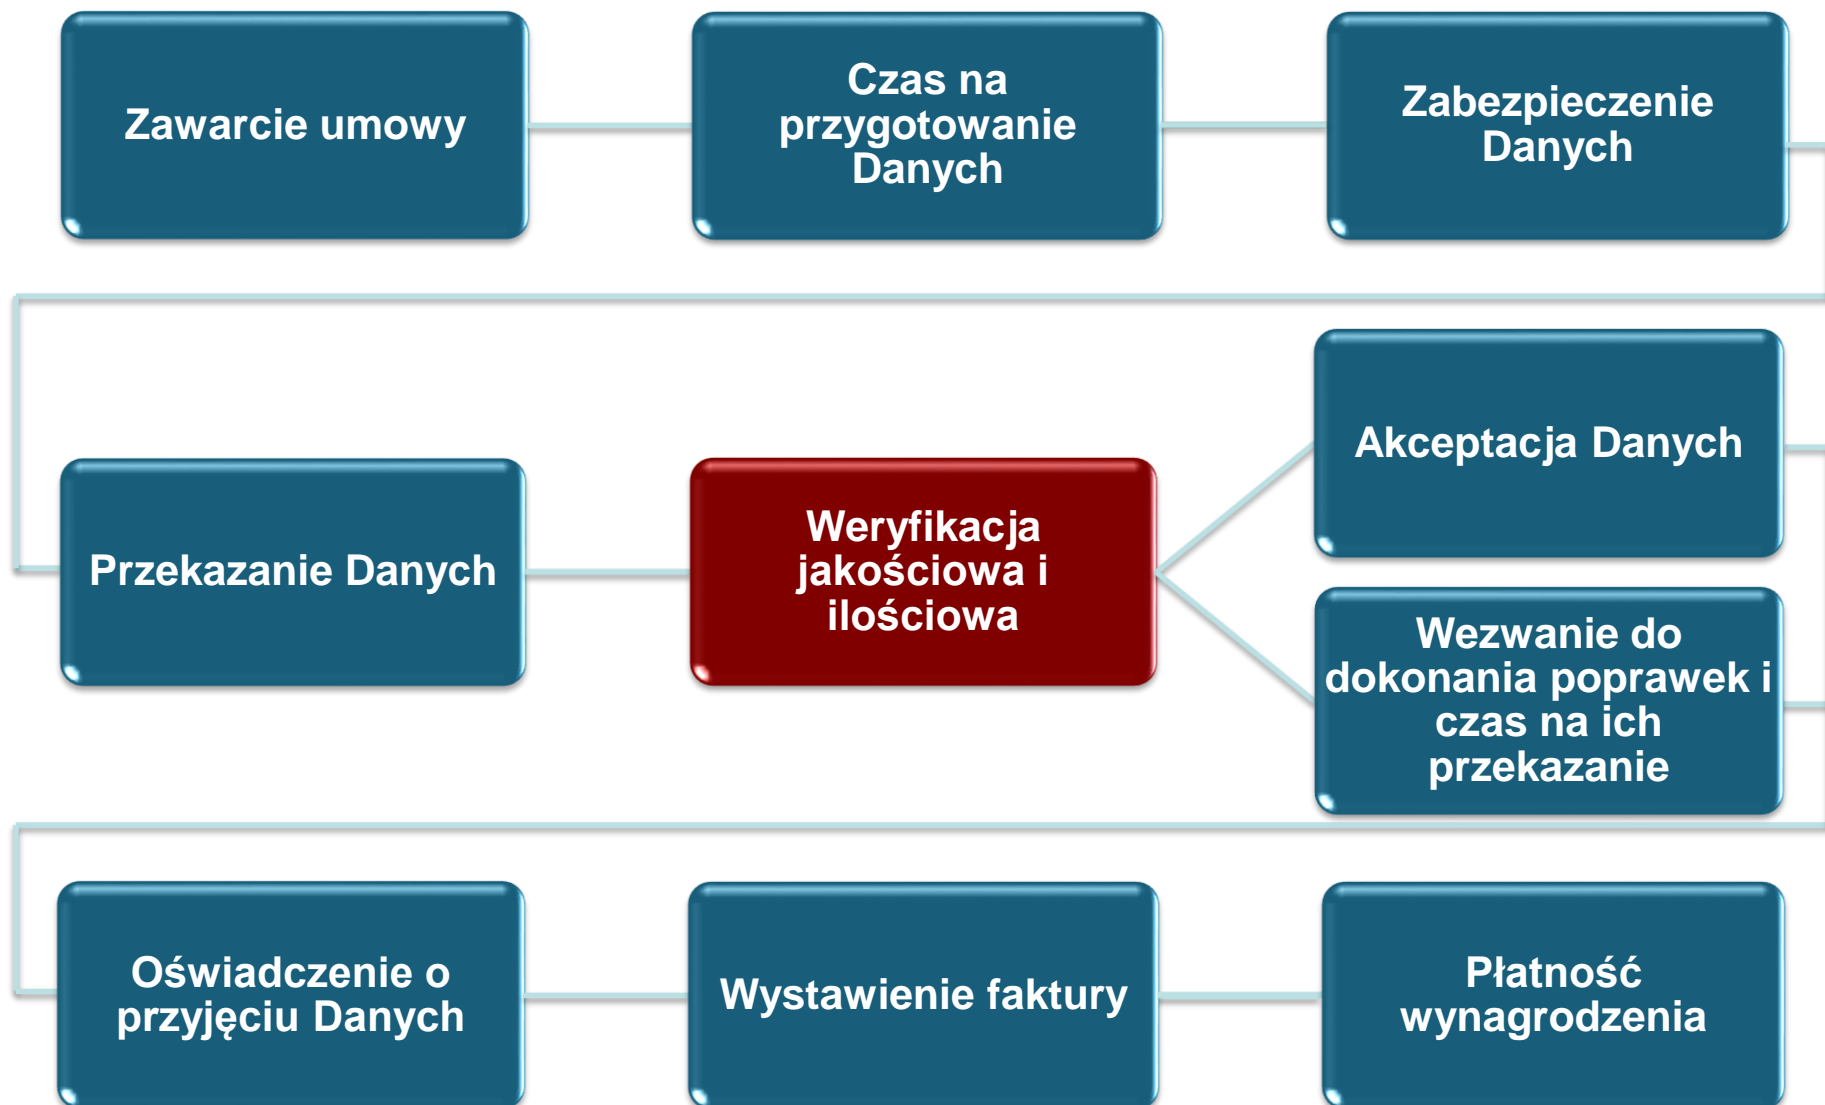 Zawarcie umowy
Czas na
przygotowanie
Danych
Zabezpieczenie
Danych
Przekazanie Danych
Weryfikacja
jakościowa i
ilościowa
Akceptacja Danych
Wezwanie do
dokonania poprawek i
czas na ich
przekazanie
Oświadczenie o
przyjęciu Danych
Wystawienie faktury
Płatność
wynagrodzenia